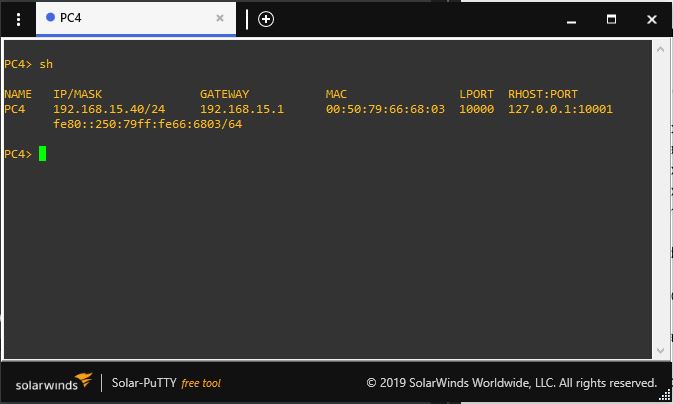 PC4
PC4> sh
NAME IP/MASK GATEWAY MAC LPORT RHOST:PORT
PC4 192.168.15.40/24 192.168.15.1 00:50:79:66:68:03 10000 127.0.0.1:10001
fe80::250:79ff:fe66:6803/64
PC4>
solarwinds Solar-PuTTY free tool © 2019 SolarWinds Worldwide, LLC. All rights reserved.